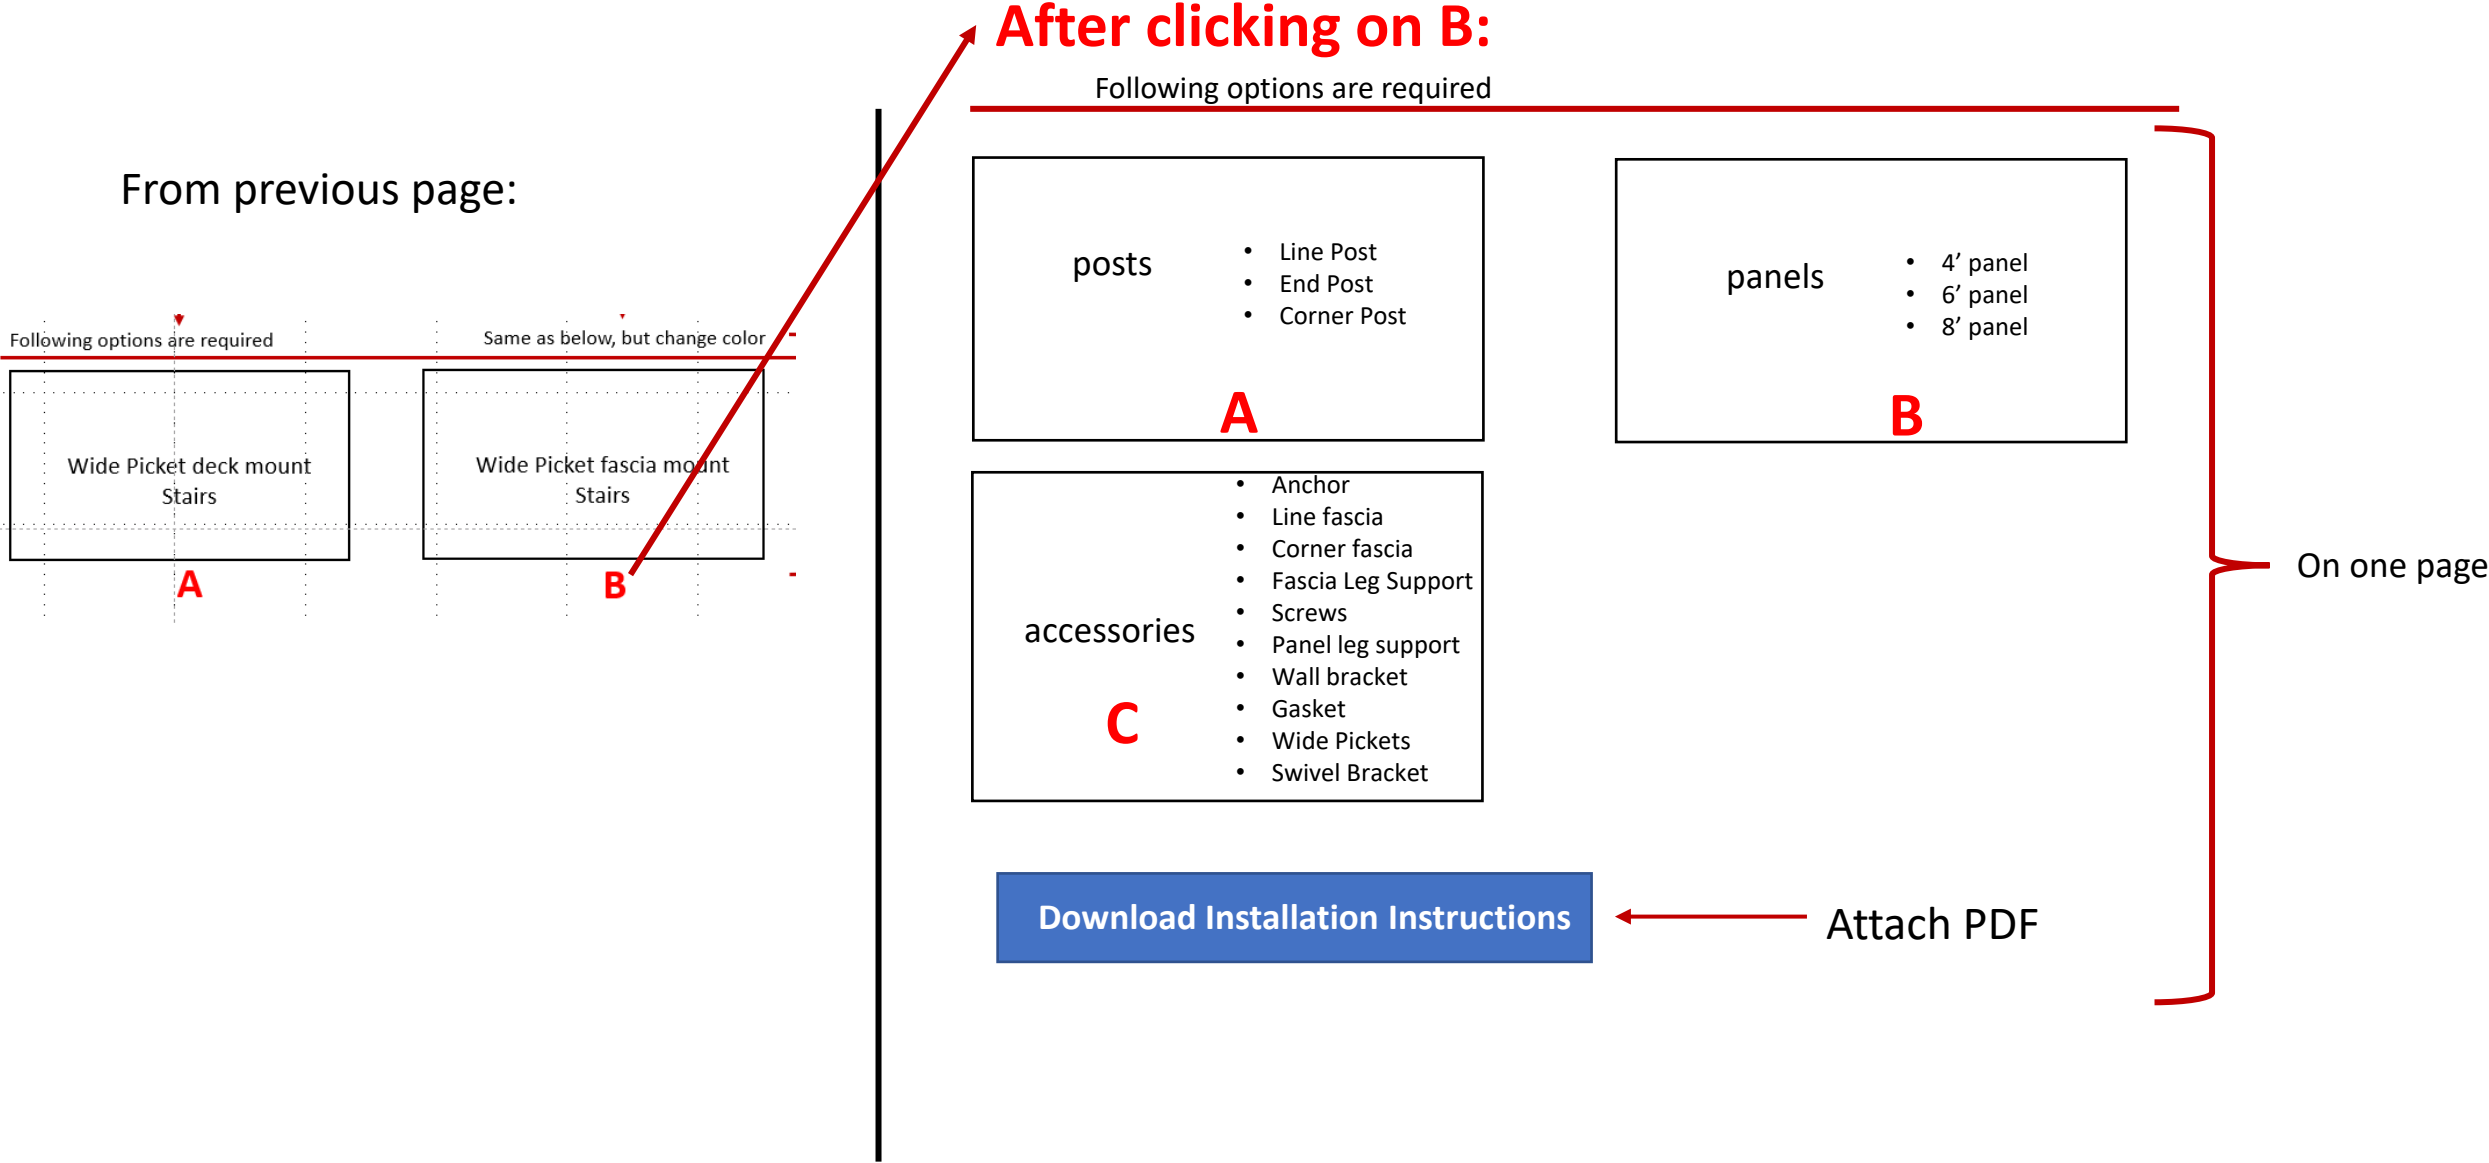 After clicking on B:
Following options are required
From previous page:
Following options are required
Same as below, but change color
Wide Picket deck mount
Stairs
A
Wide Picket fascia mount
Stairs
B
posts
• Line Post
• End Post
• Corner Post
A
panels
• 4’ panel
• 6’ panel
• 8’ panel
B
accessories
• Anchor
• Line fascia
• Corner fascia
• Fascia Leg Support
• Screws
• Panel leg support
• Wall bracket
• Gasket
• Wide Pickets
• Swivel Bracket
C
On one page
Download Installation Instructions
Attach PDF